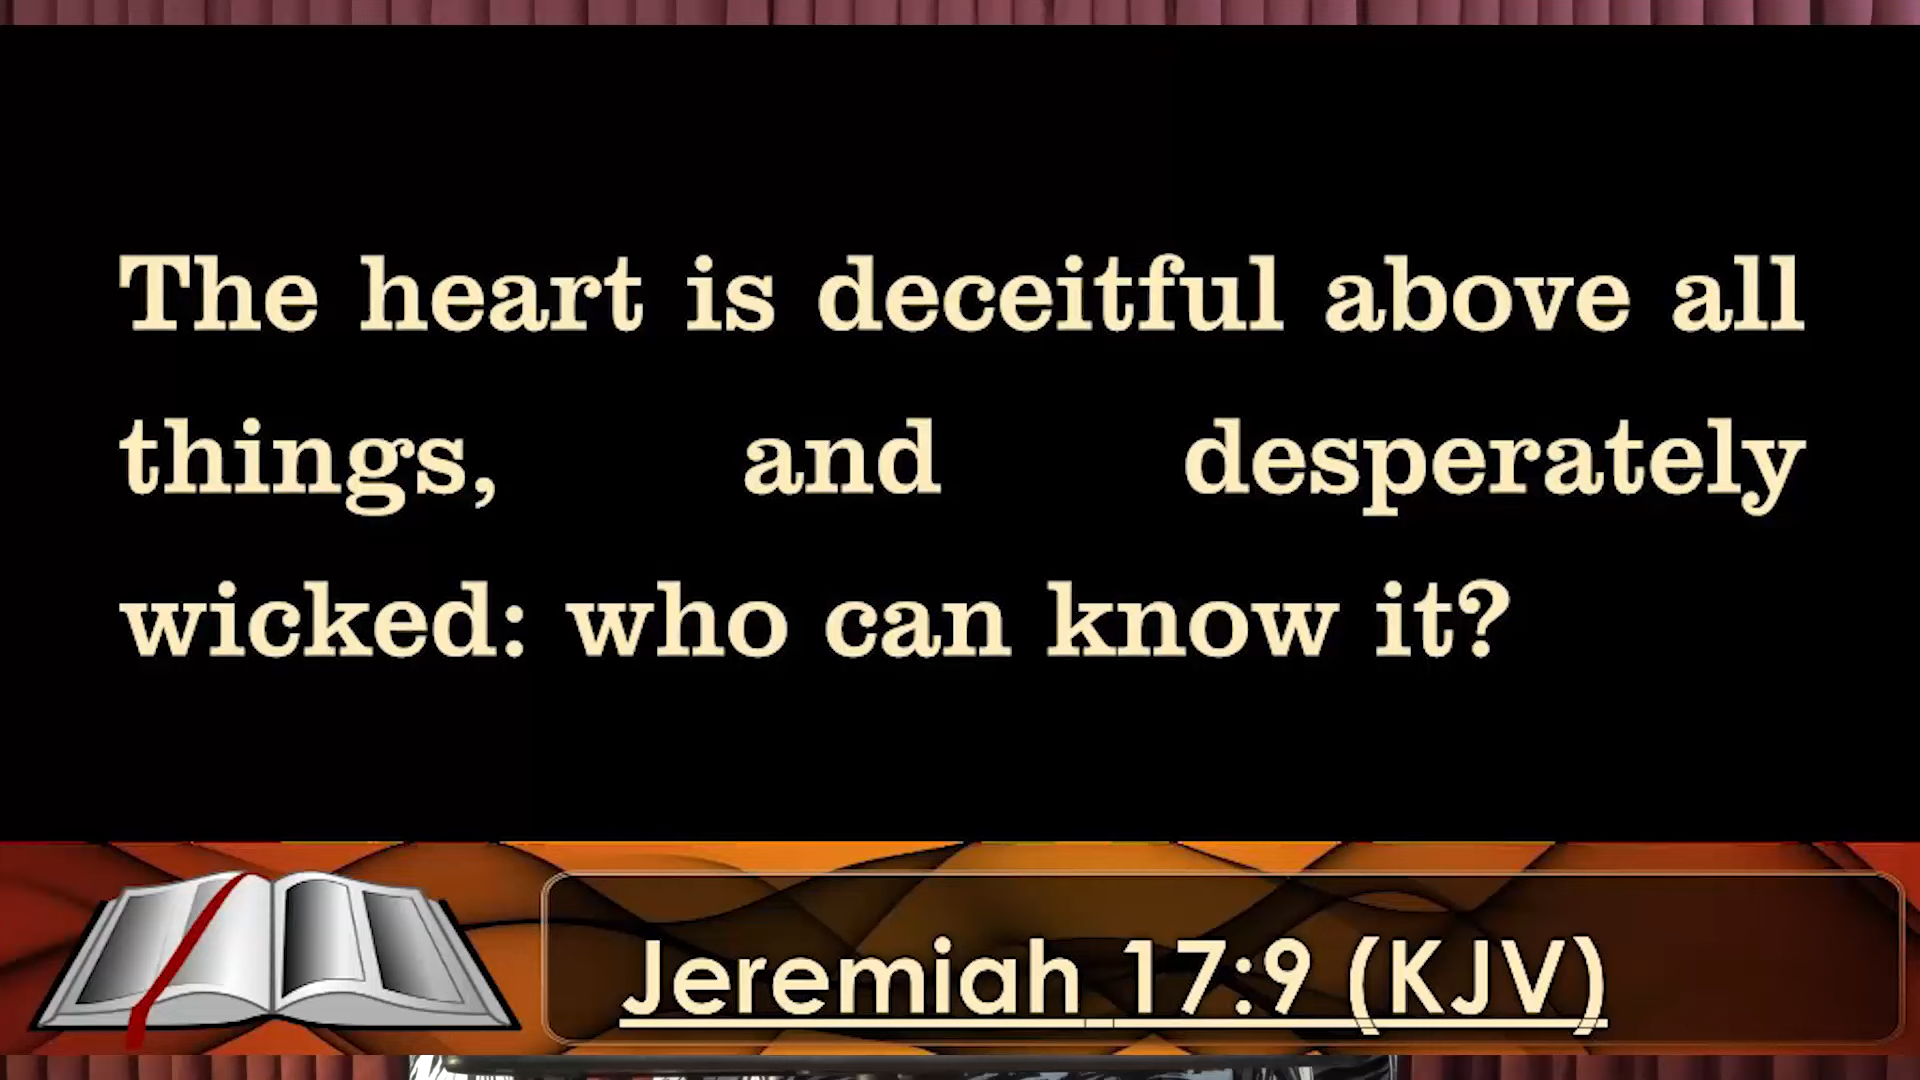 The heart is deceitful above all
things, and desperately
wicked: who can know it?
Jeremiah 17:9 (KJV)